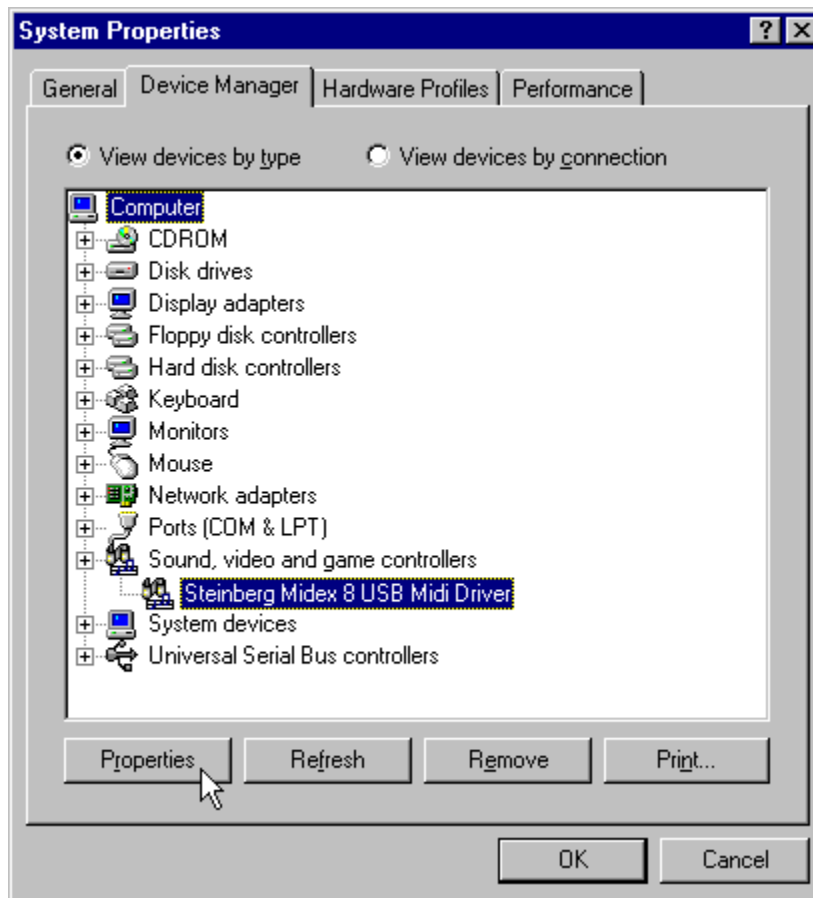 System Properties
General Device Manager Hardware Profiles Performance
View devices by type View devices by connection
Computer
CDROM
Disk drives
Display adapters
Floppy disk controllers
Hard disk controllers
Keyboard
Monitors
Mouse
Network adapters
Ports (COM & LPT)
Sound, video and game controllers
Steinberg Midex 8 USB Midi Driver
System devices
Universal Serial Bus controllers
Properties Refresh Remove Print...
OK Cancel